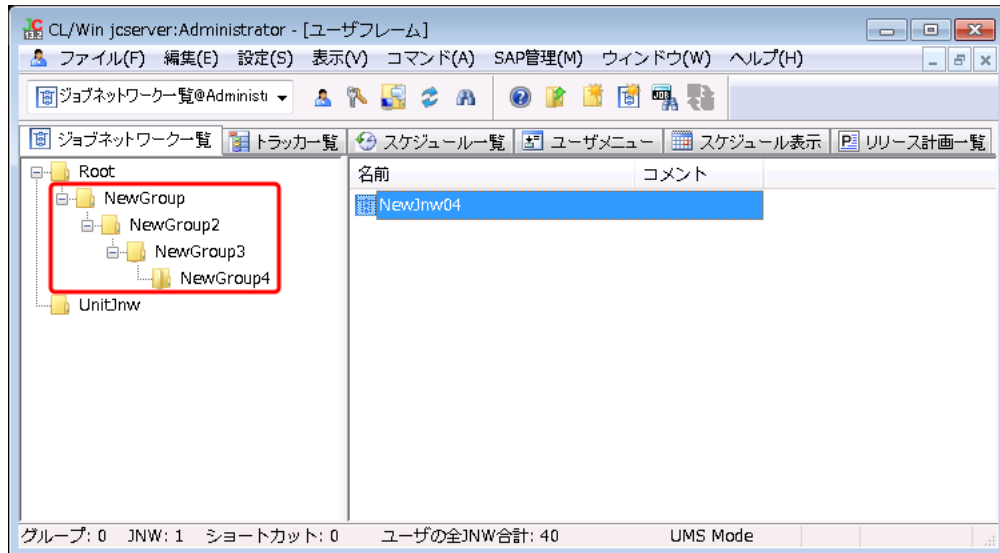 CL/Win jcserver:Administrator - [ユーザフレーム]
ファイル(F) 編集(E) 設定(S) 表示(V) コマンド(A) SAP管理(M) ウィンドウ(W) ヘルプ(H)
ジョブネットワーク一覧@Administr
ジョブネットワーク一覧 トラッカ一覧 スケジュール一覧 ユーザメニュー スケジュール表示 リリース計画一覧
Root 名前 コメント
NewGroup NewJnw04
NewGroup2
NewGroup3
NewGroup4
UnitJnw
グループ: 0 JNW: 1 ショートカット: 0 ユーザの全JNW合計: 40 UMS Mode